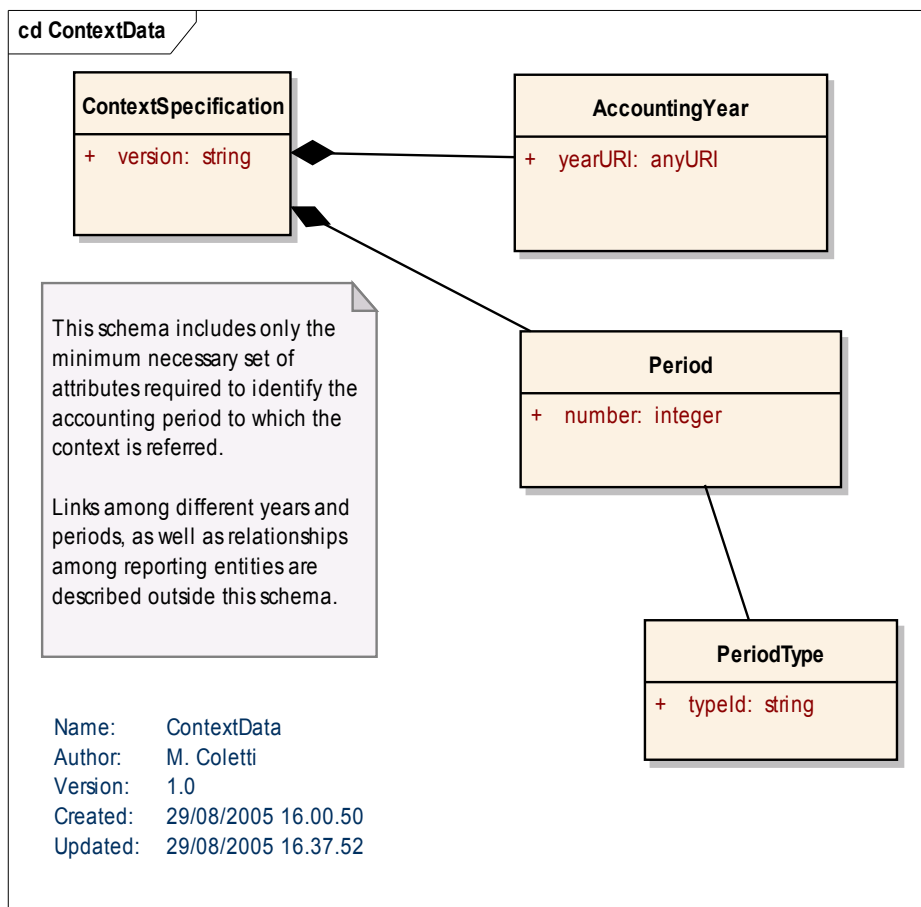 cd ContextData
ContextSpecification
+ version: string
AccountingYear
+ yearURI: anyURI
This schema includes only the
minimum necessary set of
attributes required to identify the
accounting period to which the
context is referred.
Links among different years and
periods, as well as relationships
among reporting entities are
described outside this schema.
Period
+ number: integer
PeriodType
+ typeId: string
Name: ContextData
Author: M. Coletti
Version: 1.0
Created: 29/08/2005 16.00.50
Updated: 29/08/2005 16.37.52